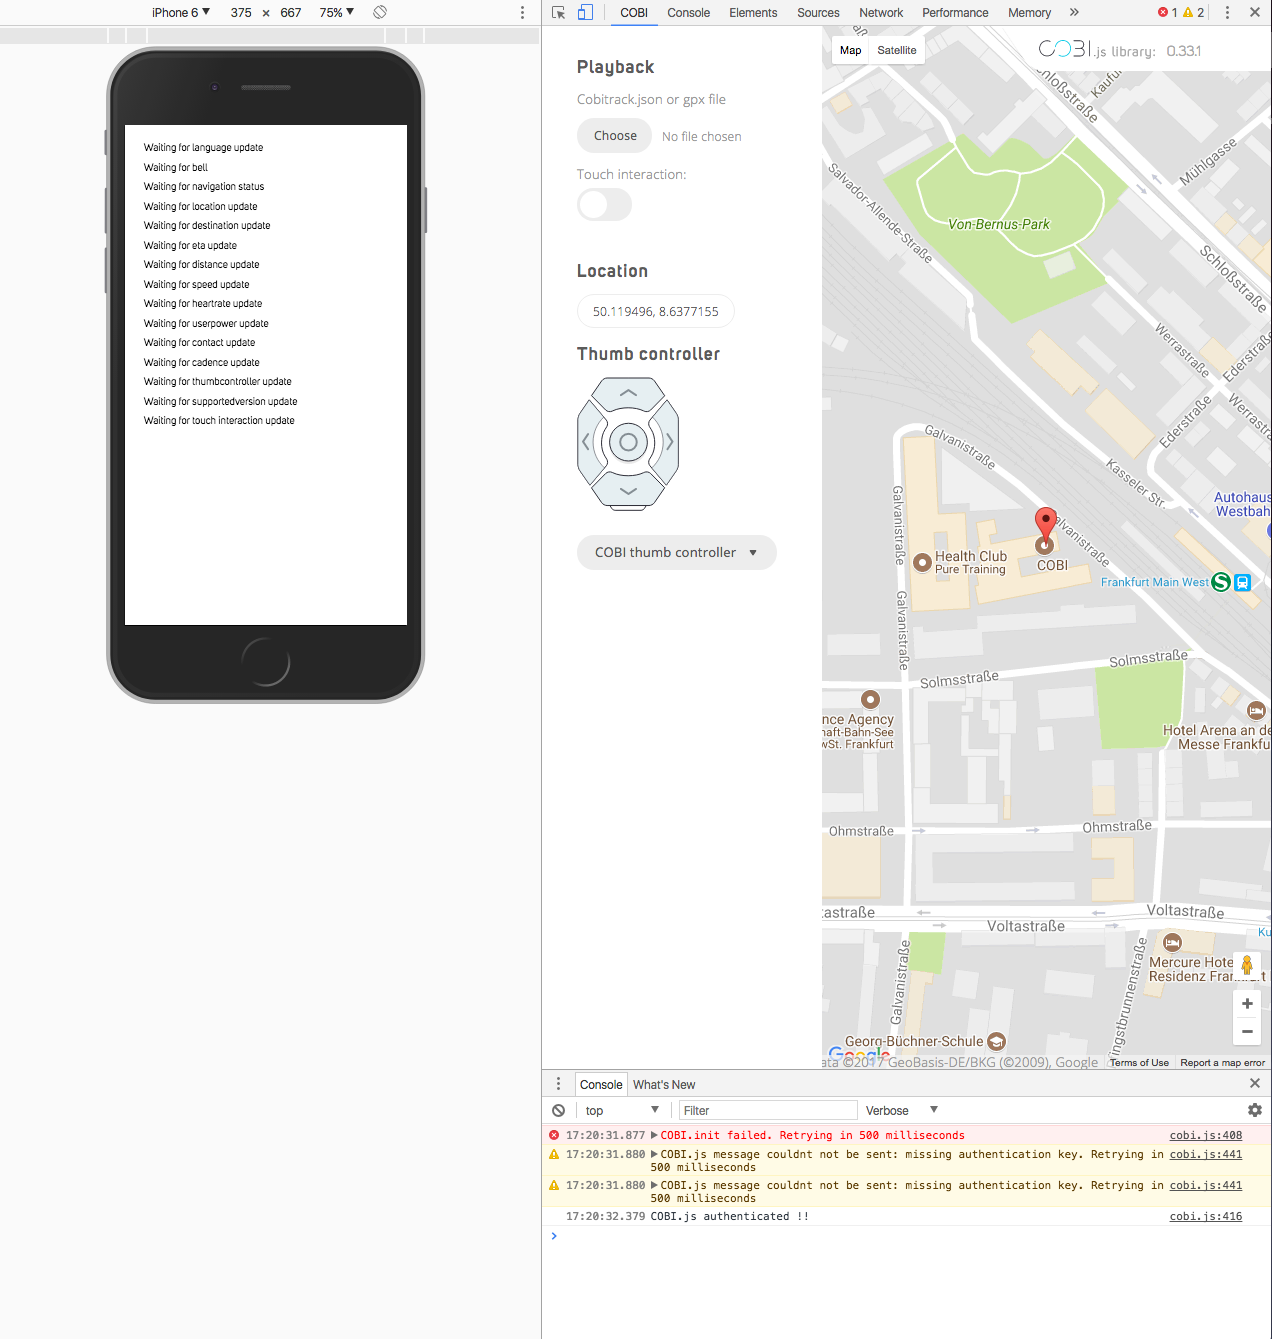 iPhone 6 ▼ 375 × 667 75% ▼
Waiting for language update
Waiting for bell
Waiting for navigation status
Waiting for location update
Waiting for destination update
Waiting for eta update
Waiting for distance update
Waiting for speed update
Waiting for heartrate update
Waiting for userpower update
Waiting for contact update
Waiting for cadence update
Waiting for thumbcontroller update
Waiting for supportedversion update
Waiting for touch interaction update
COBI Console Elements Sources Network Performance Memory » 1 2
Playback
Cobitrack.json or gpx file
Choose No file chosen
Touch interaction:
Location
50.119496, 8.6377155
Thumb controller
COBI thumb controller ▼
Map Satellite
COBI.js library: 0.33.1
Schloßstraße
Kaufu
Mühlgasse
Salvador-Allende-Straße
Von-Bernus-Park
Schloßstraße
Werrastraße
Ederstraße
Werrastraße
Ederstraße
Galvanistraße
Kasseler Str.
Autohaus
Westbah
Galvanistraße
Galvanistraße
Health Club
Pure Training
COBI
Frankfurt Main West S
Galvanistraße
Solmsstraße
Solmsstraße
nce Agency
haft-Bahn-See
wSt. Frankfurt
Hotel Arena an de
Messe Frankfu
Ohmstraße
Ohmstraße
tastraße
Voltastraße
Voltastraße
Ku
Galvanistraße
Mercure Hote
Residenz Frankfurt
ingstbrunnenstraße
Georg-Büchner-Schule
Google
ata ©2017 GeoBasis-DE/BKG (©2009), Google Terms of Use Report a map error
Console What's New
top ▼ Filter Verbose ▼
17:20:31.877 ▶COBI.init failed. Retrying in 500 milliseconds cobi.js:408
17:20:31.880 ▶COBI.js message couldnt not be sent: missing authentication key. Retrying in cobi.js:441
500 milliseconds
17:20:31.880 ▶COBI.js message couldnt not be sent: missing authentication key. Retrying in cobi.js:441
500 milliseconds
17:20:32.379 COBI.js authenticated !! cobi.js:416